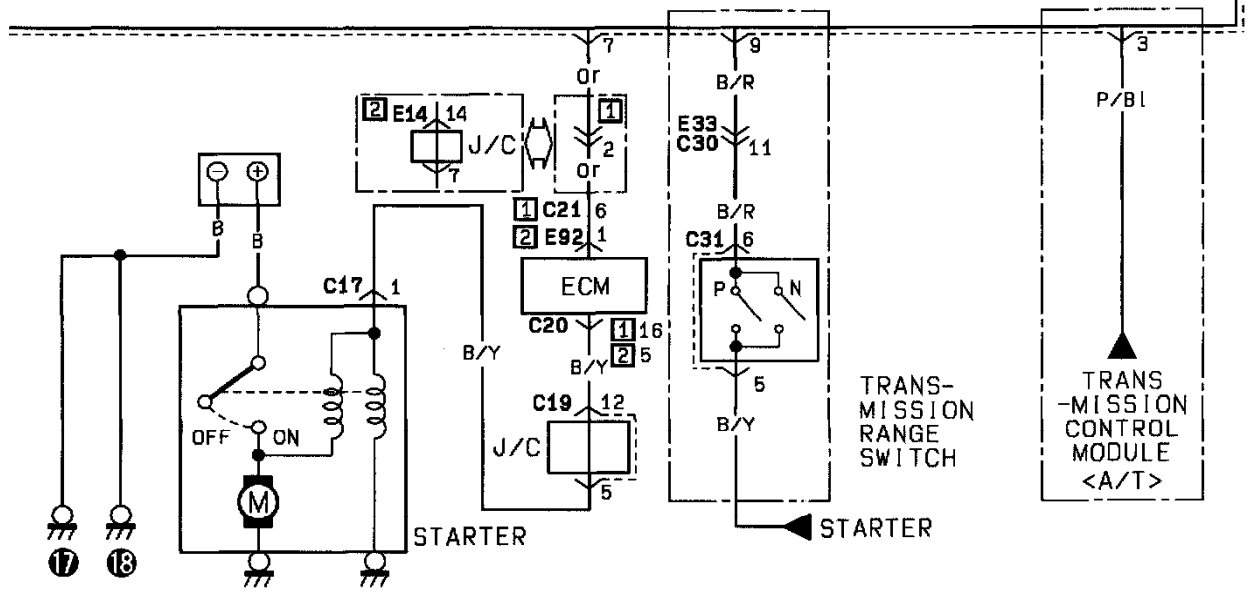 7
9
3
Or
B/R
P/Bl
2 E14 14
1
J/C
2
7
E33
C30 11
Or
− +
B
B
1 C21 6
B/R
2 E92 1
C31 6
C17 1
ECM
P N
C20
1 16
B/Y
2 5
B/Y
5
TRANS-
MISSION
RANGE
SWITCH
TRANS
-MISSION
CONTROL
MODULE
<A/T>
C19 12
B/Y
OFF ON
J/C
M
5
STARTER
STARTER
17 18